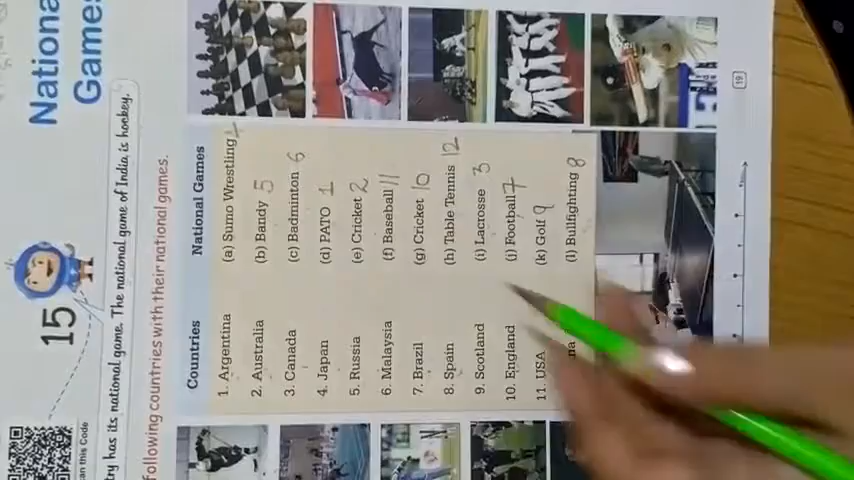 15
National
Games
try has its national game. The national game of India is hockey.
following countries with their national games.
an this Code
Countries National Games
1. Argentina (a) Sumo Wrestling 4
2. Australia (b) Bandy 5
3. Canada (c) Badminton 6
4. Japan (d) PATO 1
5. Russia (e) Cricket 2
6. Malaysia (f) Baseball 11
7. Brazil (g) Cricket 10
8. Spain (h) Table Tennis 12
9. Scotland (i) Lacrosse 3
10. England (j) Football 7
11. USA (k) Golf 9
na (l) Bullfighting 8
19